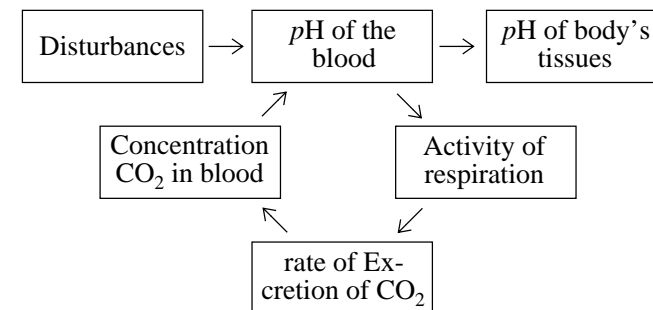 Disturbances
pH of the
blood
pH of body's
tissues
Concentration
CO₂ in blood
Activity of
respiration
rate of Ex-
cretion of CO₂